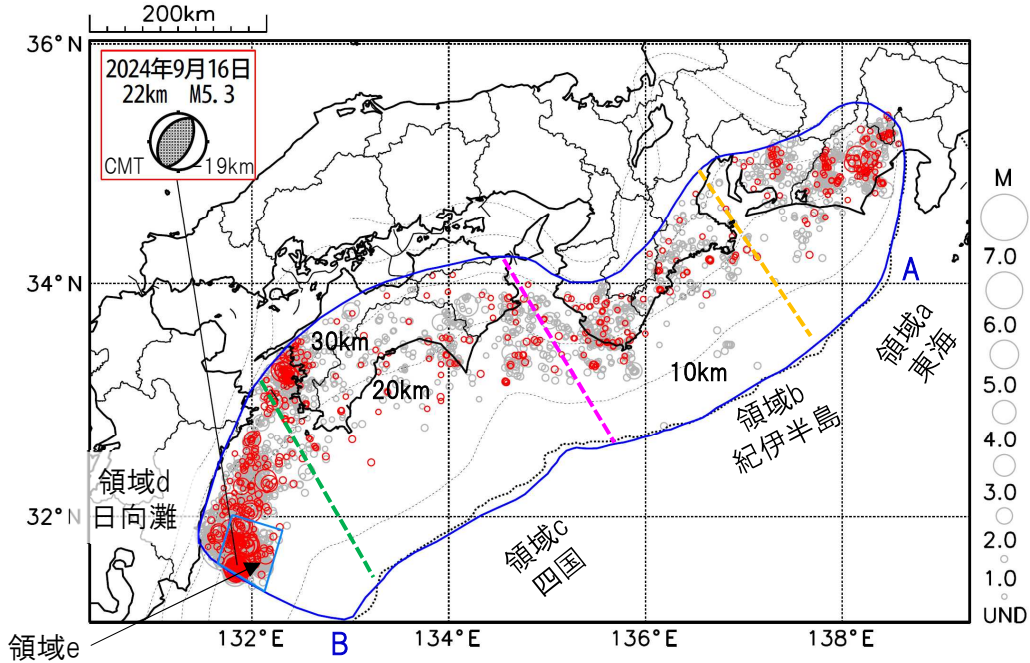 200km
36°N
2024年9月16日
22km M5.3
CMT 19km
M
7.0
6.0
5.0
4.0
3.0
2.0
1.0
UND
34°N
A
領域a
東海
30km
20km
10km
領域b
紀伊半島
領域d
日向灘
32°N
領域c
四国
132°E
134°E
136°E
138°E
B
領域e